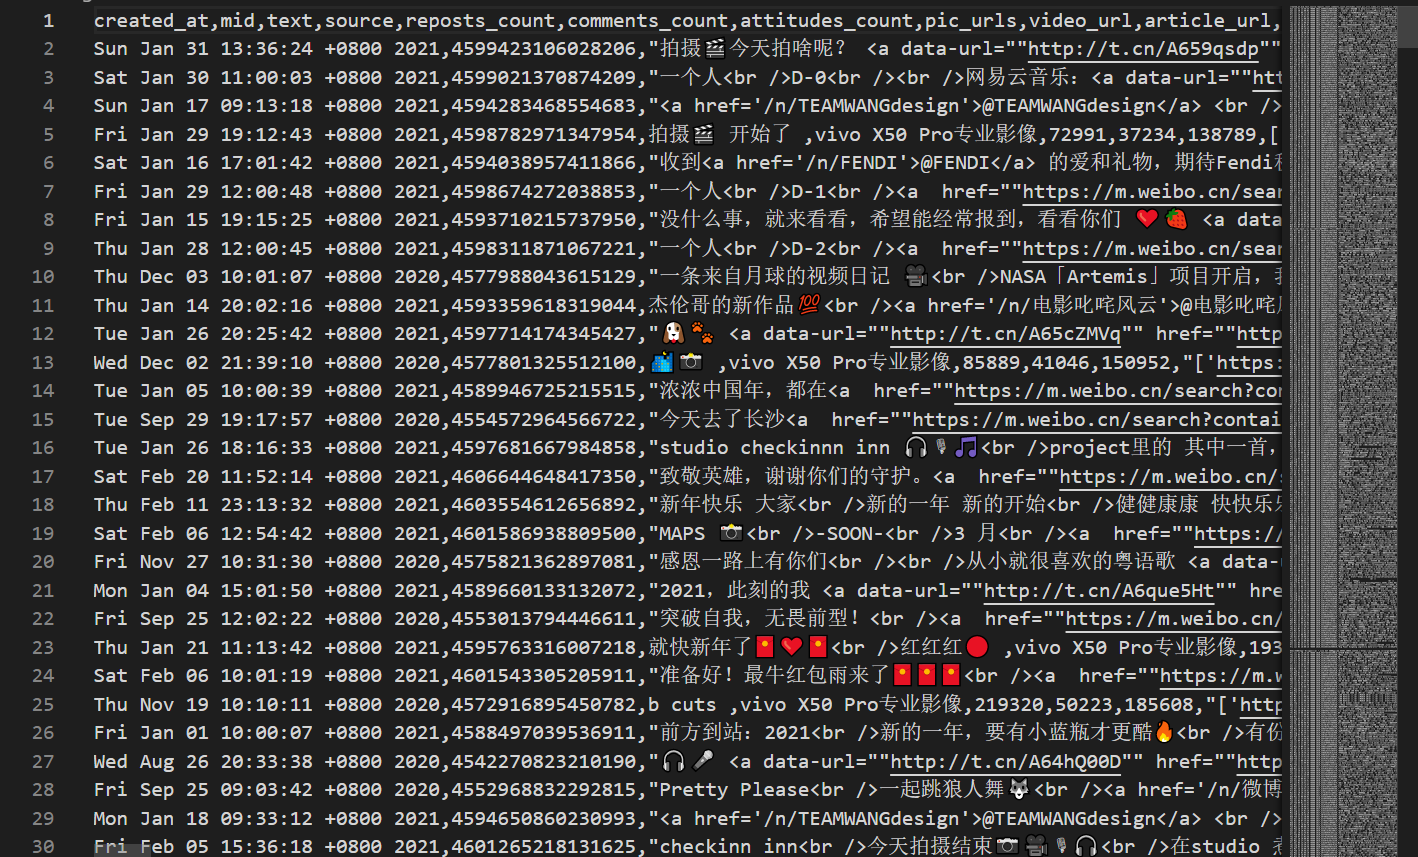 1 created_at,mid,text,source,reposts_count,comments_count,attitudes_count,pic_urls,video_url,article_url,
2 Sun Jan 31 13:36:24 +0800 2021,4599423106028206,"拍摄🎬今天拍啥呢？ <a data-url=""http://t.cn/A659qsdp""
3 Sat Jan 30 11:00:03 +0800 2021,4599021370874209,"一个人<br />D-0<br /><br />网易云音乐：<a data-url=""htt
4 Sun Jan 17 09:13:18 +0800 2021,4594283468554683,"<a href='/n/TEAMWANGdesign'>@TEAMWANGdesign</a> <br />
5 Fri Jan 29 19:12:43 +0800 2021,4598782971347954,拍摄🎬 开始了 ,vivo X50 Pro专业影像,72991,37234,138789,[
6 Sat Jan 16 17:01:42 +0800 2021,4594038957411866,"收到<a href='/n/FENDI'>@FENDI</a> 的爱和礼物，期待Fendi
7 Fri Jan 29 12:00:48 +0800 2021,4598674272038853,"一个人<br />D-1<br /><a  href=""https://m.weibo.cn/sear
8 Fri Jan 15 19:15:25 +0800 2021,4593710215737950,"没什么事，就来看看，希望能经常报到，看看你们 ❤️🍓 <a data
9 Thu Jan 28 12:00:45 +0800 2021,4598311871067221,"一个人<br />D-2<br /><a  href=""https://m.weibo.cn/sear
10 Thu Dec 03 10:01:07 +0800 2020,4577988043615129,"一条来自月球的视频日记 🎥<br />NASA「Artemis」项目开启，
11 Thu Jan 14 20:02:16 +0800 2021,4593359618319044,杰伦哥的新作品💯<br /><a href='/n/电影叱咤风云'>@电影叱咤
12 Tue Jan 26 20:25:42 +0800 2021,4597714174345427,"🐶🐾 <a data-url=""http://t.cn/A65cZMVq"" href=""http
13 Wed Dec 02 21:39:10 +0800 2020,4577801325512100,🏙📸 ,vivo X50 Pro专业影像,85889,41046,150952,"['https:
14 Tue Jan 05 10:00:39 +0800 2021,4589946725215515,"浓浓中国年，都在<a  href=""https://m.weibo.cn/search?con
15 Tue Sep 29 19:17:57 +0800 2020,4554572964566722,"今天去了长沙<a  href=""https://m.weibo.cn/search?contai
16 Tue Jan 26 18:16:33 +0800 2021,4597681667984858,"studio checkinnn inn 🎧🎙🎵<br />project里的 其中一首，
17 Sat Feb 20 11:52:14 +0800 2021,4606644648417350,"致敬英雄，谢谢你们的守护。<a  href=""https://m.weibo.cn/
18 Thu Feb 11 23:13:32 +0800 2021,4603554612656892,"新年快乐 大家<br />新的一年 新的开始<br />健健康康 快快乐
19 Sat Feb 06 12:54:42 +0800 2021,4601586938809500,"MAPS 📸<br />-SOON-<br />3 月<br /><a  href=""https:/
20 Fri Nov 27 10:31:30 +0800 2020,4575821362897081,"感恩一路上有你们<br /><br />从小就很喜欢的粤语歌 <a data-
21 Mon Jan 04 15:01:50 +0800 2021,4589660133132072,"2021，此刻的我 <a data-url=""http://t.cn/A6que5Ht"" hre
22 Fri Sep 25 12:02:22 +0800 2020,4553013794446611,"突破自我，无畏前型！<br /><a  href=""https://m.weibo.cn/
23 Thu Jan 21 11:13:42 +0800 2021,4595763316007218,就快新年了🧧❤️🧧<br />红红红🔴 ,vivo X50 Pro专业影像,193
24 Sat Feb 06 10:01:19 +0800 2021,4601543305205911,"准备好！最牛红包雨来了🧧🧧🧧<br /><a  href=""https://m.w
25 Thu Nov 19 10:10:11 +0800 2020,4572916895450782,b cuts ,vivo X50 Pro专业影像,219320,50223,185608,"['http
26 Fri Jan 01 10:00:07 +0800 2021,4588497039536911,"前方到站：2021<br />新的一年，要有小蓝瓶才更酷🔥<br />有份
27 Wed Aug 26 20:33:38 +0800 2020,4542270823210190,"🎧🎤 <a data-url=""http://t.cn/A64hQ00D"" href=""http
28 Fri Sep 25 09:03:42 +0800 2020,4552968832292815,"Pretty Please<br />一起跳狼人舞🐺<br /><a href='/n/微博
29 Mon Jan 18 09:33:12 +0800 2021,4594650860230993,"<a href='/n/TEAMWANGdesign'>@TEAMWANGdesign</a> <br />
30 Fri Feb 05 15:36:18 +0800 2021,4601265218131625,"checkinn inn<br />今天拍摄结束📷🎥🎙🎧<br />在studio